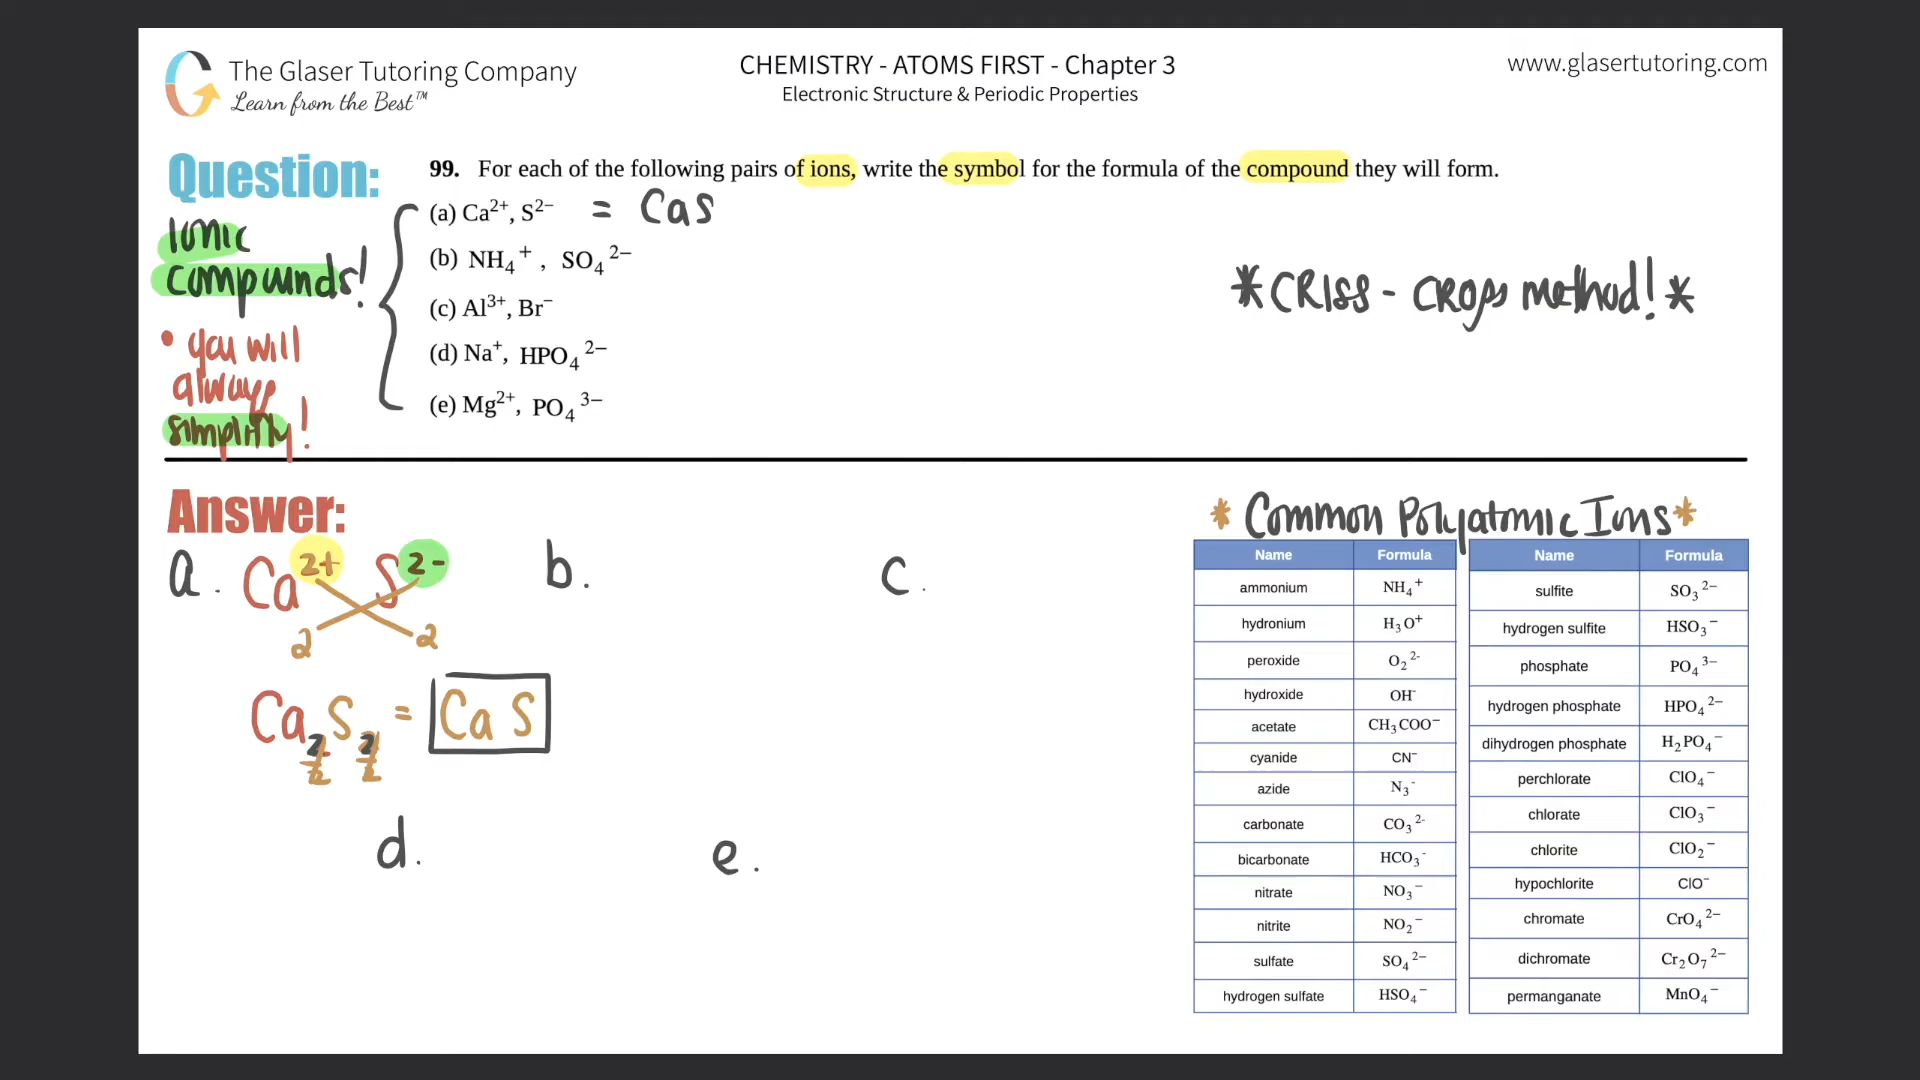 The Glaser Tutoring Company
Learn from the Best™
CHEMISTRY - ATOMS FIRST - Chapter 3
Electronic Structure & Periodic Properties
www.glasertutoring.com
Question:
99. For each of the following pairs of ions, write the symbol for the formula of the compound they will form.
(a) Ca²⁺, S²⁻ = CaS
(b) NH₄⁺, SO₄²⁻
(c) Al³⁺, Br⁻
(d) Na⁺, HPO₄²⁻
(e) Mg²⁺, PO₄³⁻
Ionic
compounds!
• you will
always
simplify!
*CRISS - CROSS method!*
Answer:
a. Ca²⁺ S²⁻
2 2
Ca₂/₂ S₂/₂ = Ca S
b.
c.
d.
e.
* Common Polyatomic Ions *
Name Formula
ammonium NH₄⁺
hydronium H₃O⁺
peroxide O₂²⁻
hydroxide OH⁻
acetate CH₃COO⁻
cyanide CN⁻
azide N₃⁻
carbonate CO₃²⁻
bicarbonate HCO₃⁻
nitrate NO₃⁻
nitrite NO₂⁻
sulfate SO₄²⁻
hydrogen sulfate HSO₄⁻
Name Formula
sulfite SO₃²⁻
hydrogen sulfite HSO₃⁻
phosphate PO₄³⁻
hydrogen phosphate HPO₄²⁻
dihydrogen phosphate H₂PO₄⁻
perchlorate ClO₄⁻
chlorate ClO₃⁻
chlorite ClO₂⁻
hypochlorite ClO⁻
chromate CrO₄²⁻
dichromate Cr₂O₇²⁻
permanganate MnO₄⁻